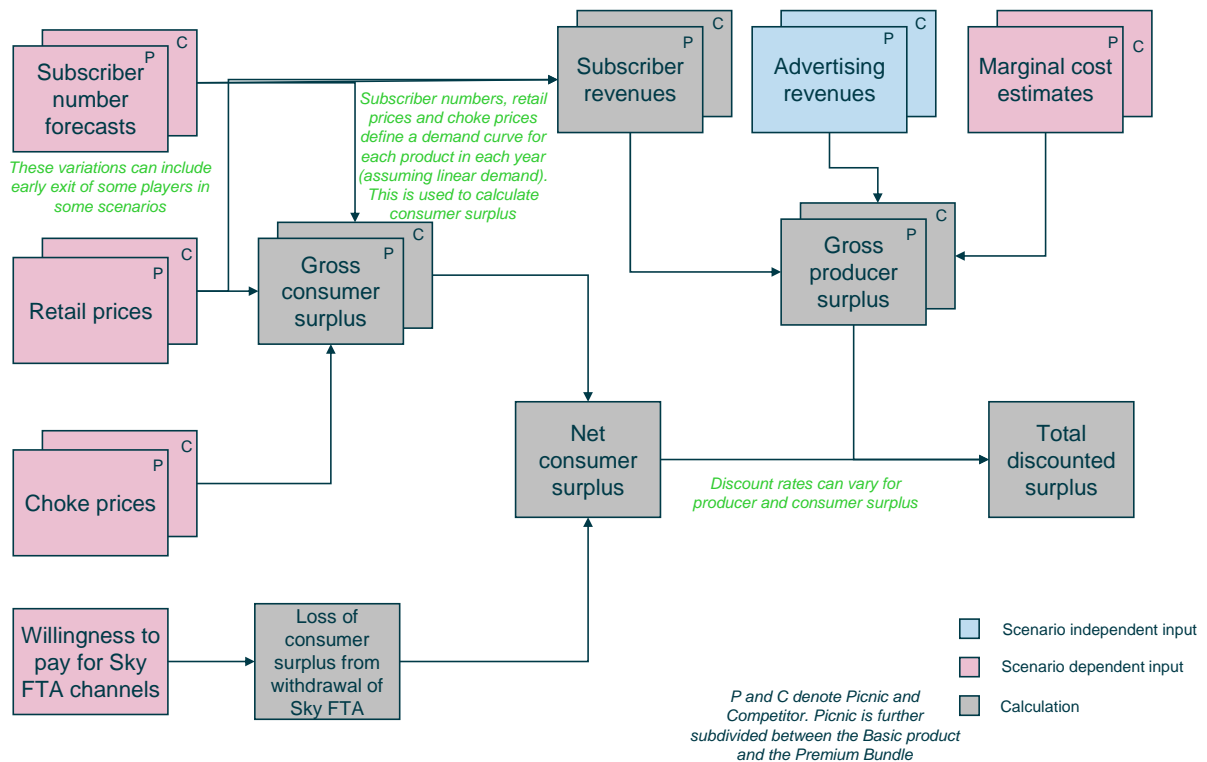 C
P
Subscriber
number
forecasts
These variations can include
early exit of some players in
some scenarios
C
P
Retail prices
C
P
Choke prices
Willingness to
pay for Sky
FTA channels
Subscriber numbers, retail
prices and choke prices
define a demand curve for
each product in each year
(assuming linear demand).
This is used to calculate
consumer surplus
C
P
Gross
consumer
surplus
Loss of
consumer
surplus from
withdrawal of
Sky FTA
C
P
Subscriber
revenues
C
P
Advertising
revenues
P
C
Marginal cost
estimates
C
P
Gross
producer
surplus
Net
consumer
surplus
Discount rates can vary for
producer and consumer surplus
Total
discounted
surplus
P and C denote Picnic and
Competitor. Picnic is further
subdivided between the Basic product
and the Premium Bundle
Scenario independent input
Scenario dependent input
Calculation